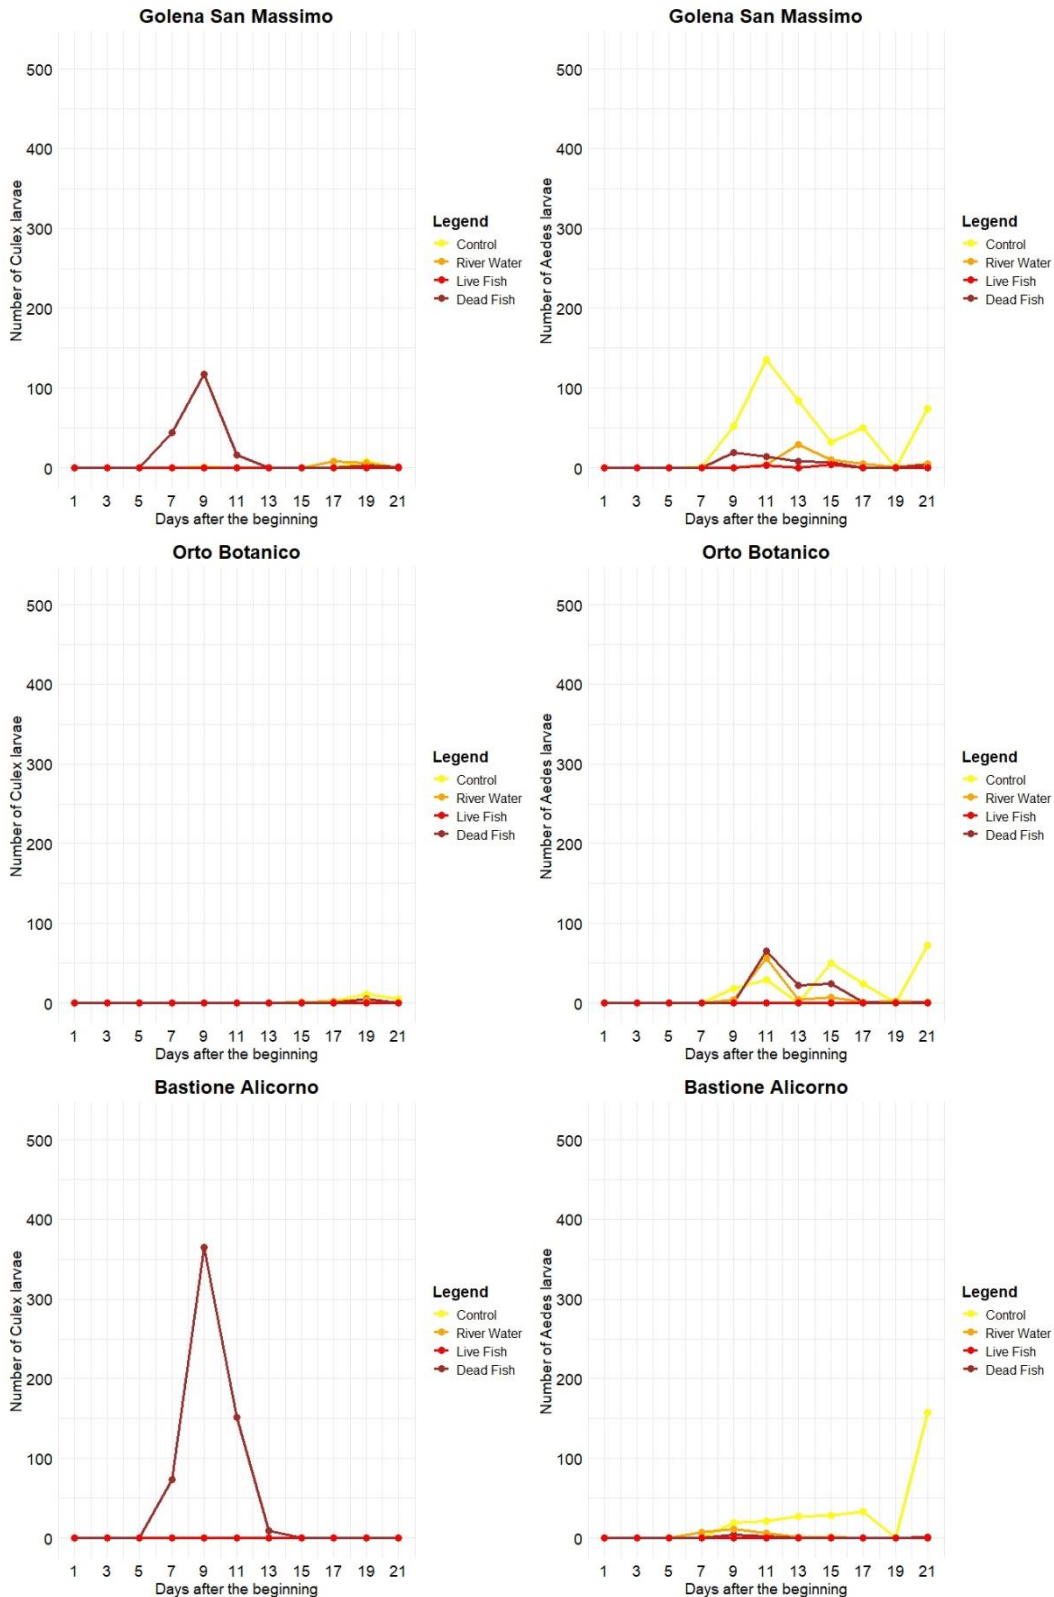 Golena San Massimo
Number of Culex larvae
500
400
300
200
100
0
1 3 5 7 9 11 13 15 17 19 21
Days after the beginning
Legend
Control
River Water
Live Fish
Dead Fish
Golena San Massimo
Number of Aedes larvae
500
400
300
200
100
0
1 3 5 7 9 11 13 15 17 19 21
Days after the beginning
Legend
Control
River Water
Live Fish
Dead Fish
Orto Botanico
Number of Culex larvae
500
400
300
200
100
0
1 3 5 7 9 11 13 15 17 19 21
Days after the beginning
Legend
Control
River Water
Live Fish
Dead Fish
Orto Botanico
Number of Aedes larvae
500
400
300
200
100
0
1 3 5 7 9 11 13 15 17 19 21
Days after the beginning
Legend
Control
River Water
Live Fish
Dead Fish
Bastione Alicorno
Number of Culex larvae
500
400
300
200
100
0
1 3 5 7 9 11 13 15 17 19 21
Days after the beginning
Legend
Control
River Water
Live Fish
Dead Fish
Bastione Alicorno
Number of Aedes larvae
500
400
300
200
100
0
1 3 5 7 9 11 13 15 17 19 21
Days after the beginning
Legend
Control
River Water
Live Fish
Dead Fish